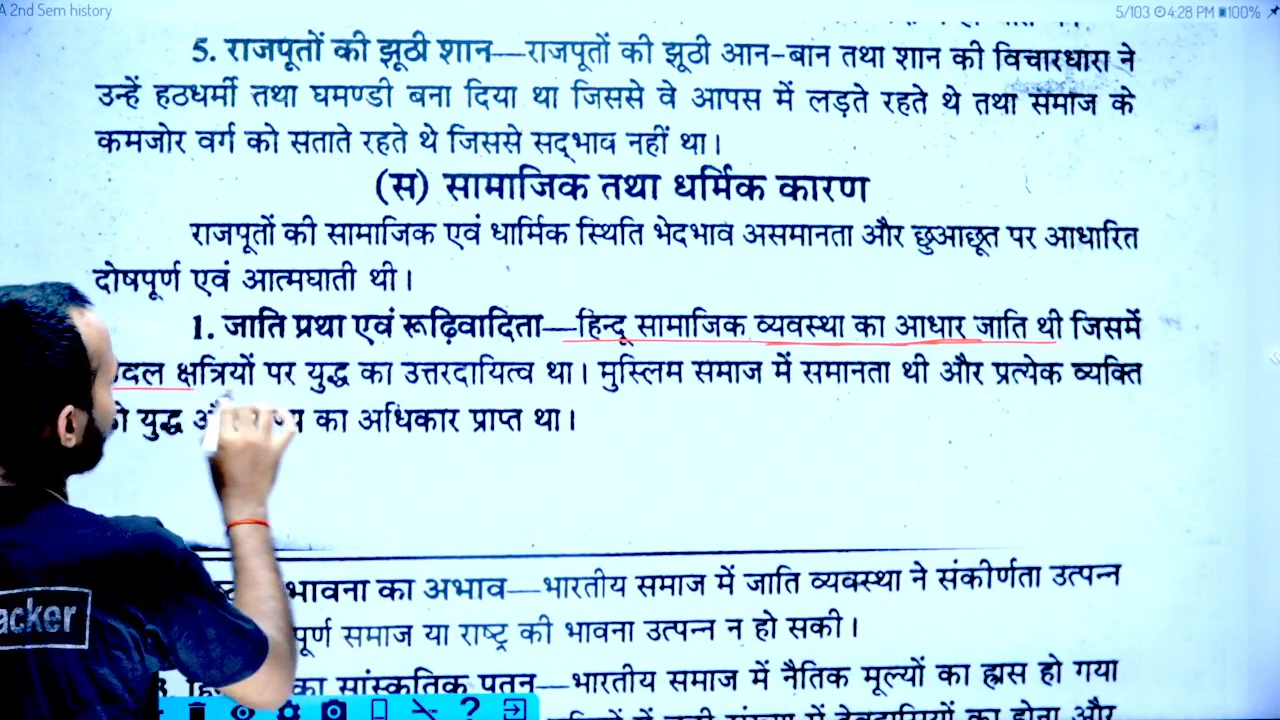 A 2nd Sem history
5/103 4:28 PM 100%
5. राजपूतों की झूठी शान—राजपूतों की झूठी आन-बान तथा शान की विचारधारा ने
उन्हें हठधर्मी तथा घमण्डी बना दिया था जिससे वे आपस में लड़ते रहते थे तथा समाज के
कमजोर वर्ग को सताते रहते थे जिससे सद्भाव नहीं था।
(स) सामाजिक तथा धर्मिक कारण
राजपूतों की सामाजिक एवं धार्मिक स्थिति भेदभाव असमानता और छुआछूत पर आधारित
दोषपूर्ण एवं आत्मघाती थी।
1. जाति प्रथा एवं रूढ़िवादिता—हिन्दू सामाजिक व्यवस्था का आधार जाति थी जिसमें
क्षत्रियों पर युद्ध का उत्तरदायित्व था। मुस्लिम समाज में समानता थी और प्रत्येक व्यक्ति
युद्ध का अधिकार प्राप्त था।
भावना का अभाव—भारतीय समाज में जाति व्यवस्था ने संकीर्णता उत्पन्न
समाज या राष्ट्र की भावना उत्पन्न न हो सकी।
का सांस्कृतिक पतन—भारतीय समाज में नैतिक मूल्यों का ह्रास हो गया
acker